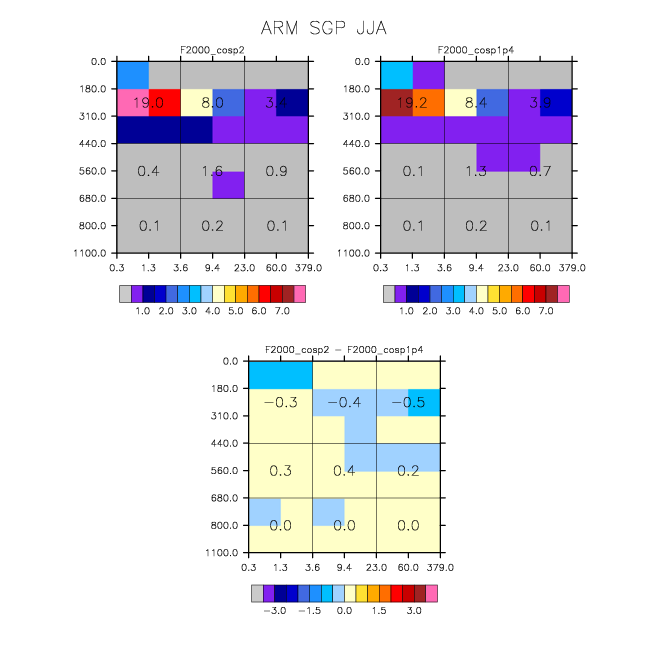 ARM SGP JJA
F2000_cosp2
F2000_cosp1p4
0.0
180.0
310.0
440.0
560.0
680.0
800.0
1100.0
19.0 8.0 3.4
0.4 1.6 0.9
0.1 0.2 0.1
0.3 1.3 3.6 9.4 23.0 60.0 379.0
1.0 2.0 3.0 4.0 5.0 6.0 7.0
0.0
180.0
310.0
440.0
560.0
680.0
800.0
1100.0
19.2 8.4 3.8
0.1 1.3 0.7
0.1 0.2 0.1
0.3 1.3 3.6 9.4 23.0 60.0 379.0
1.0 2.0 3.0 4.0 5.0 6.0 7.0
F2000_cosp2 − F2000_cosp1p4
0.0
180.0
310.0
440.0
560.0
680.0
800.0
1100.0
−0.3 −0.4 −0.5
0.3 0.4 0.2
0.0 0.0 0.0
0.3 1.3 3.6 9.4 23.0 60.0 379.0
−3.0 −1.5 0.0 1.5 3.0